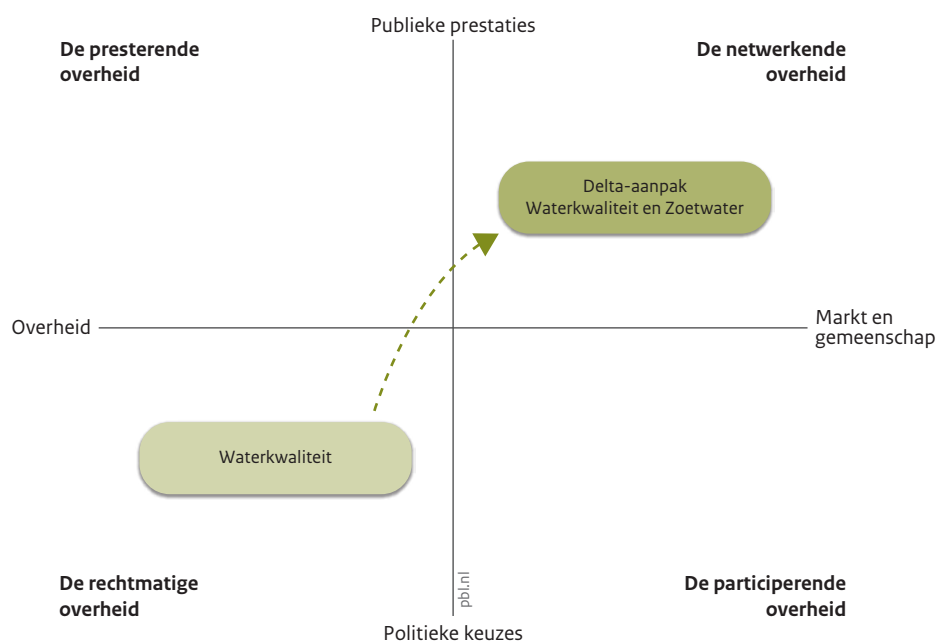 Publieke prestaties
De presterende
overheid
De netwerkende
overheid
Delta-aanpak
Waterkwaliteit en Zoetwater
Overheid
Markt en
gemeenschap
Waterkwaliteit
De rechtmatige
overheid
pbl.nl
De participerende
overheid
Politieke keuzes